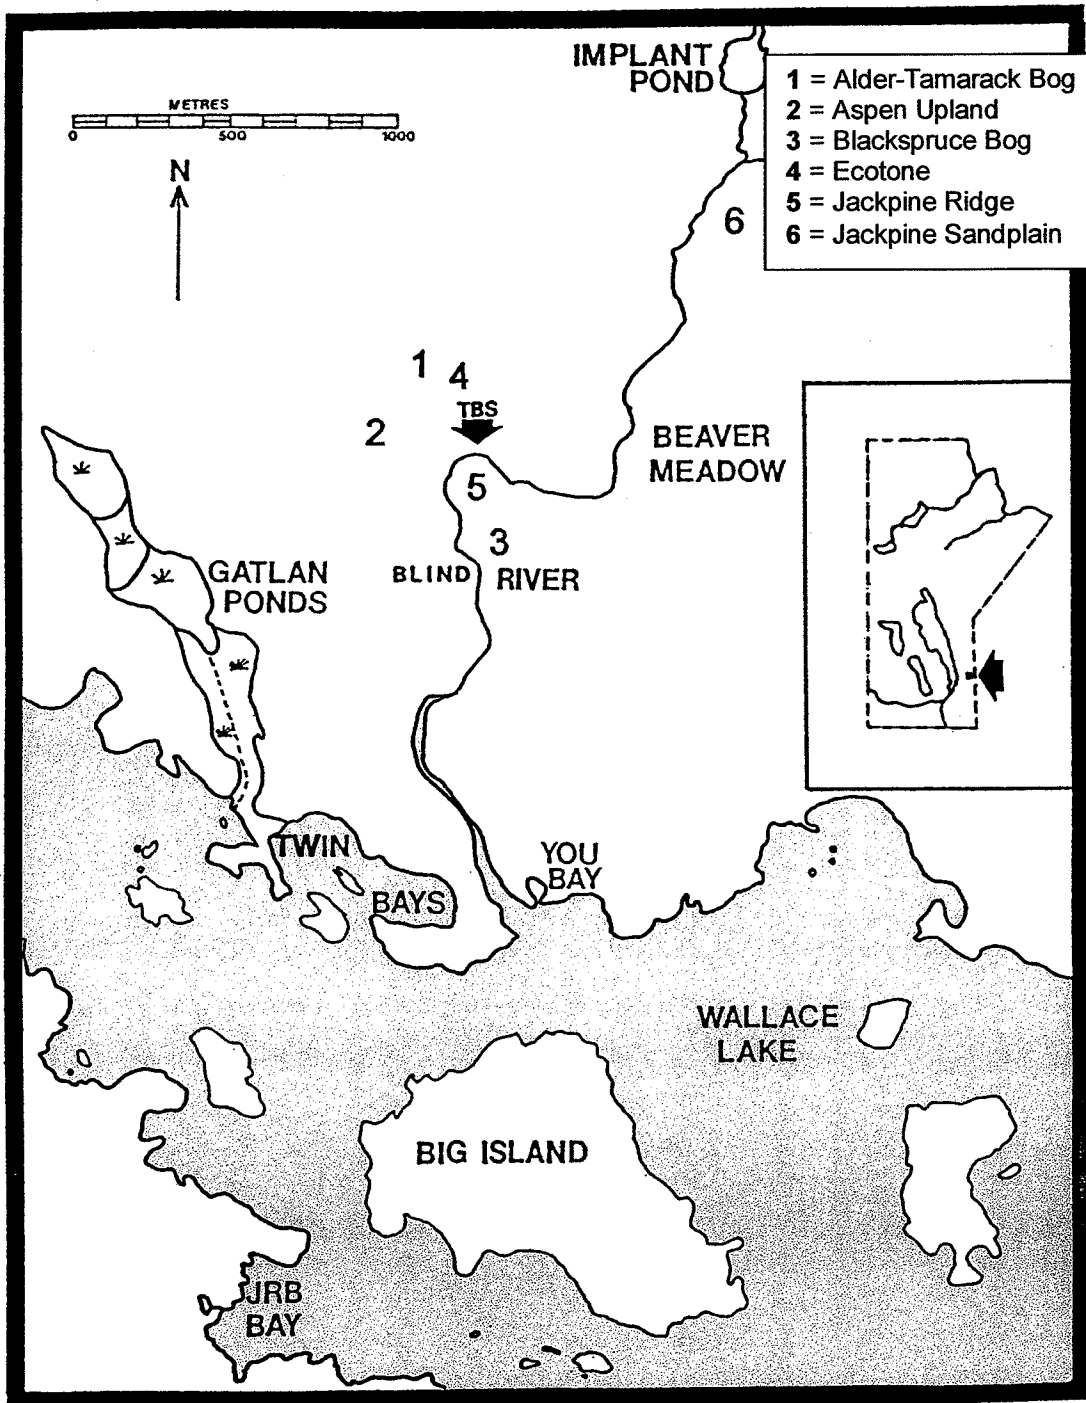 IMPLANT
POND
1 = Alder-Tamarack Bog
2 = Aspen Upland
3 = Blackspruce Bog
4 = Ecotone
5 = Jackpine Ridge
6 = Jackpine Sandplain
METRES
0 500 1000
N
6
1
4
TBS
2
BEAVER
MEADOW
5
3
BLIND RIVER
GATLAN
PONDS
TWIN
BAYS
YOU
BAY
WALLACE
LAKE
BIG ISLAND
JRB
BAY